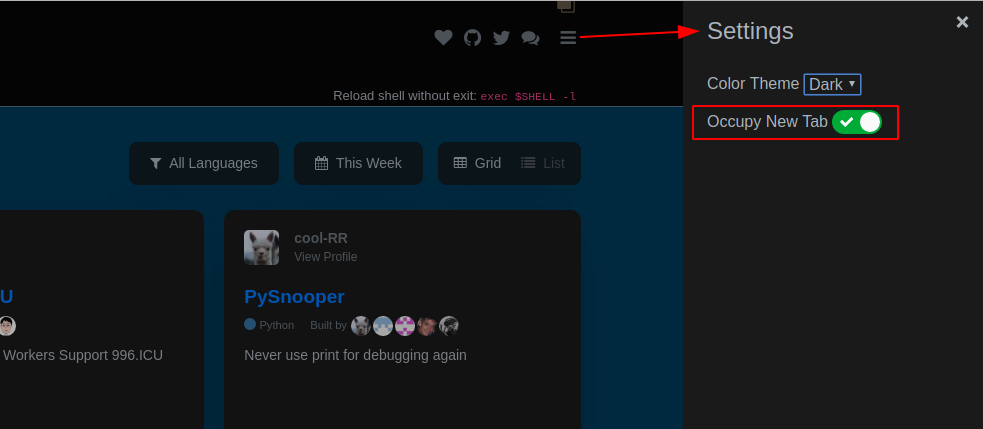 Settings
Color Theme Dark
Occupy New Tab
Reload shell without exit: exec $SHELL -l
All Languages
This Week
Grid
List
U
Workers Support 996.ICU
cool-RR
View Profile
PySnooper
Python Built by
Never use print for debugging again